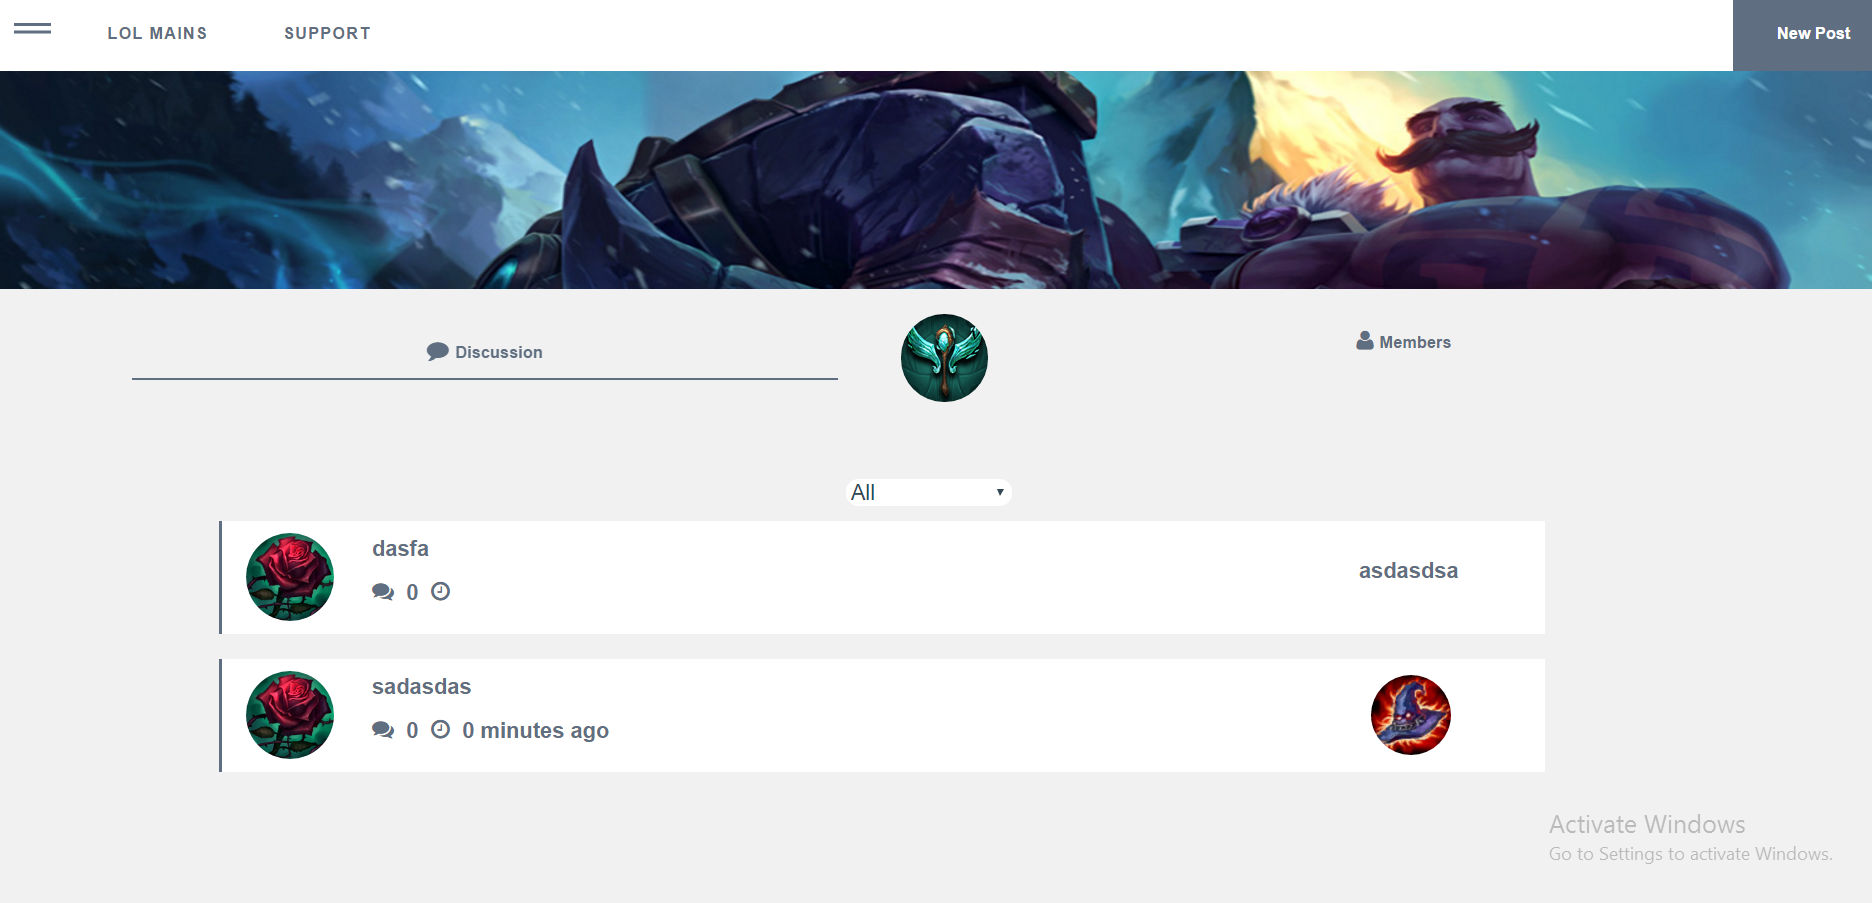 LOL MAINS
SUPPORT
New Post
Discussion
Members
All
dasfa
0
asdasdsa
sadasdas
0 0 minutes ago
Activate Windows
Go to Settings to activate Windows.